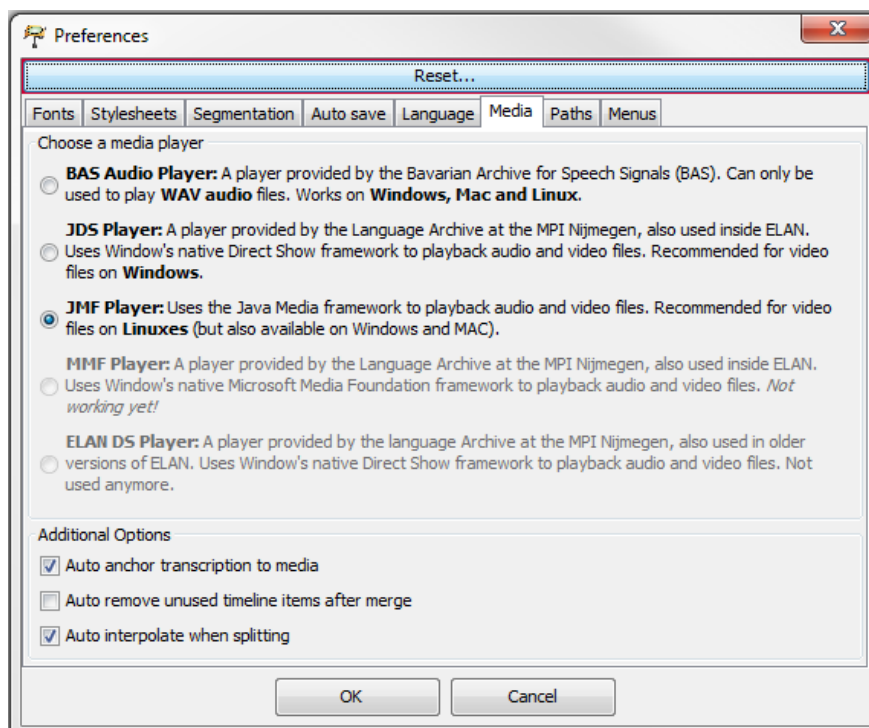 Preferences
Reset...
Fonts Stylesheets Segmentation Auto save Language Media Paths Menus
Choose a media player
BAS Audio Player: A player provided by the Bavarian Archive for Speech Signals (BAS). Can only be
used to play WAV audio files. Works on Windows, Mac and Linux.
JDS Player: A player provided by the Language Archive at the MPI Nijmegen, also used inside ELAN.
Uses Window's native Direct Show framework to playback audio and video files. Recommended for video
files on Windows.
JMF Player: Uses the Java Media framework to playback audio and video files. Recommended for video
files on Linuxes (but also available on Windows and MAC).
MMF Player: A player provided by the Language Archive at the MPI Nijmegen, also used inside ELAN.
Uses Window's native Microsoft Media Foundation framework to playback audio and video files. Not
working yet!
ELAN DS Player: A player provided by the language Archive at the MPI Nijmegen, also used in older
versions of ELAN. Uses Window's native Direct Show framework to playback audio and video files. Not
used anymore.
Additional Options
Auto anchor transcription to media
Auto remove unused timeline items after merge
Auto interpolate when splitting
OK Cancel